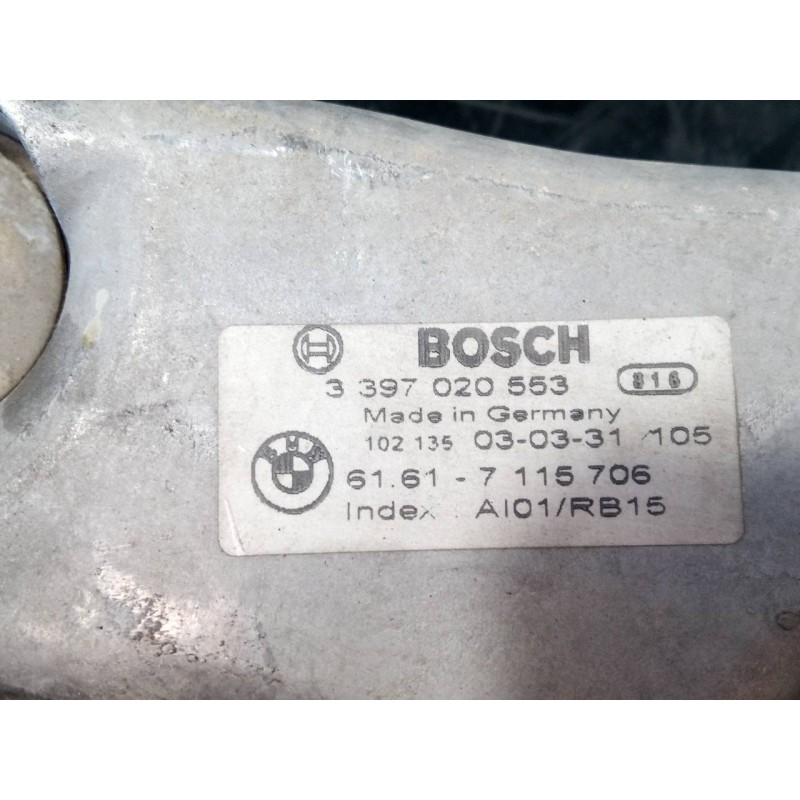 BOSCH
3 397 020 553 816
Made in Germany
102 135 03-03-31 /105
BMW
61.61 - 7 115 706
Index : AI01/RB15